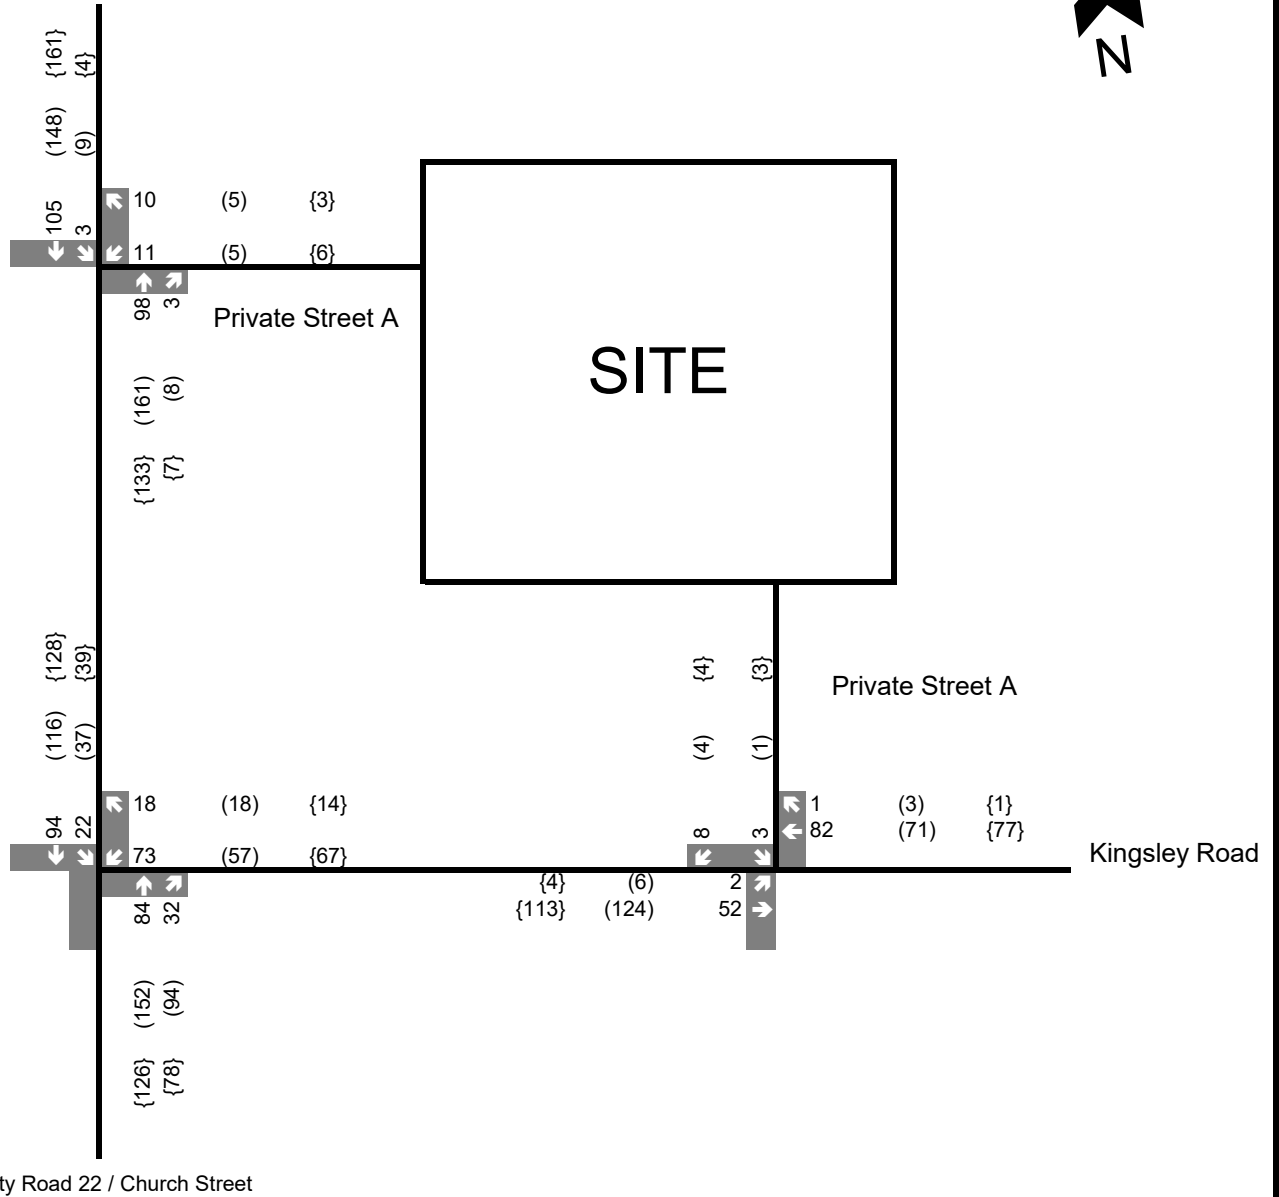 N
{161}
{4}
(148)
(9)
105
3
10 (5) {3}
11 (5) {6}
98
3
Private Street A
(161)
(8)
{133}
{7}
SITE
{128}
{39}
{4}
{3}
Private Street A
(116)
(37)
(4)
(1)
94
22
18 (18) {14}
73 (57) {67}
8
3
1 (3) {1}
82 (71) {77}
Kingsley Road
{4} (6) 2
{113} (124) 52
84
32
(152)
(94)
{126}
{78}
ty Road 22 / Church Street